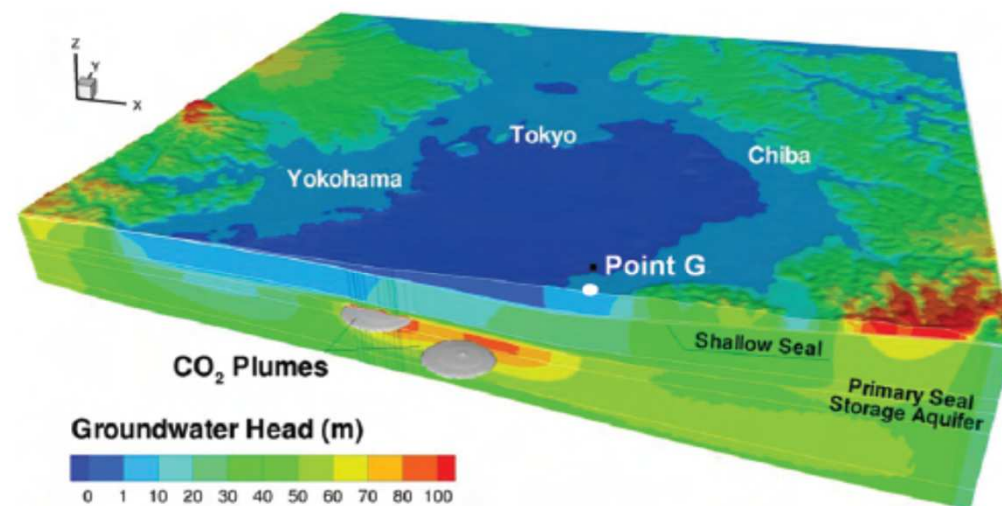 Z
Y
X
Tokyo
Chiba
Yokohama
Point G
Shallow Seal
CO₂ Plumes
Primary Seal
Storage Aquifer
Groundwater Head (m)
0 1 10 20 30 40 50 60 70 80 100